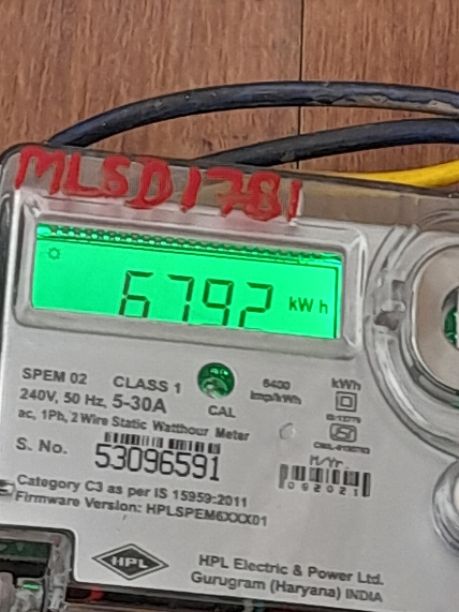 MLSD1781
6792 kWh
SPEM 02 CLASS 1 6400 kWh
240V, 50 Hz, 5-30A CAL imp/kWh
ac, 1Ph, 2 Wire Static Watthour Meter
S. No. 53096591 M/Yr.
092021
Category C3 as per IS 15959:2011
Firmware Version: HPLSPEM6XXX01
HPL HPL Electric & Power Ltd.
Gurugram (Haryana) INDIA